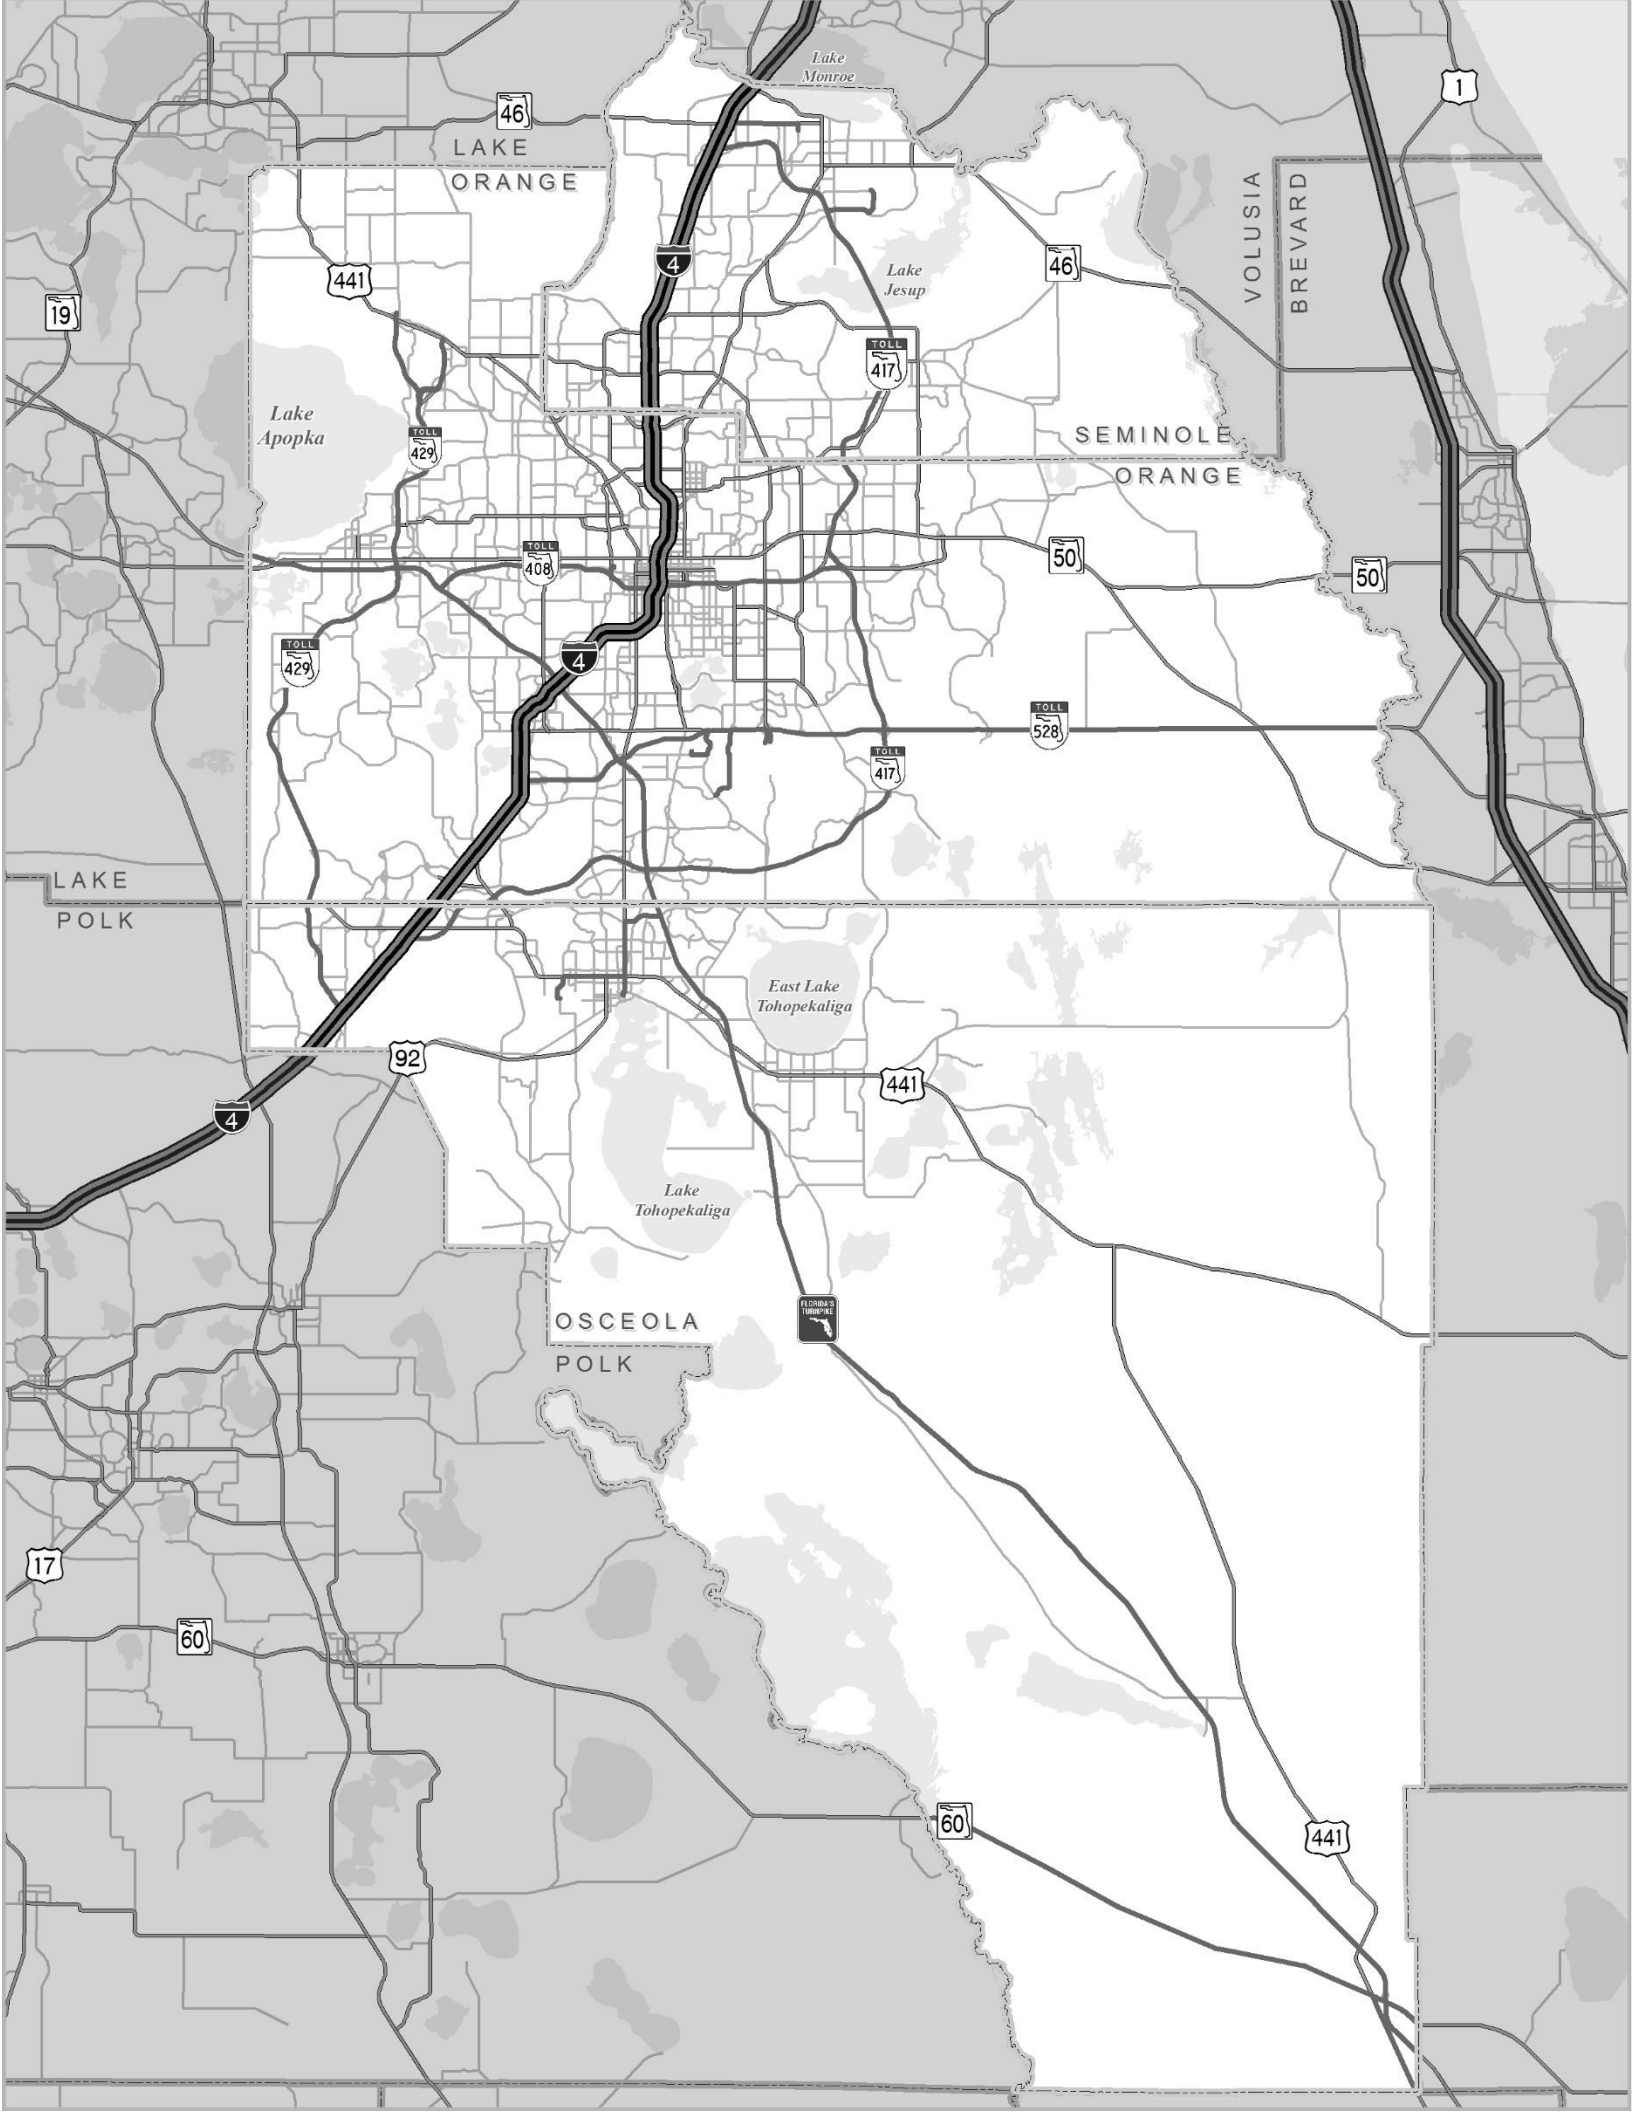 Lake
Monroe
1
46
LAKE
ORANGE
VOLUSIA
BREVARD
4
46
441
Lake
Jesup
19
TOLL
417
Lake
Apopka
TOLL
429
SEMINOLE
ORANGE
TOLL
408
50
50
TOLL
429
4
TOLL
528
TOLL
417
LAKE
POLK
East Lake
Tohopekaliga
92
441
4
Lake
Tohopekaliga
FLORIDA'S
TURNPIKE
OSCEOLA
POLK
17
60
60
441